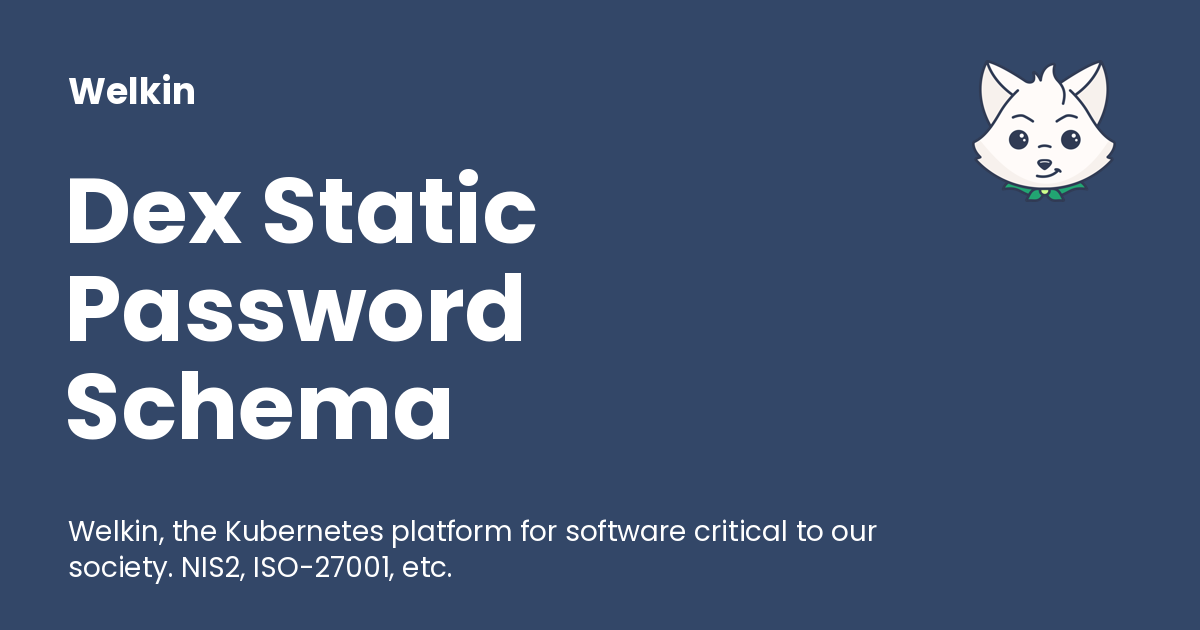 Welkin
Dex Static
Password
Schema
Welkin, the Kubernetes platform for software critical to our
society. NIS2, ISO-27001, etc.